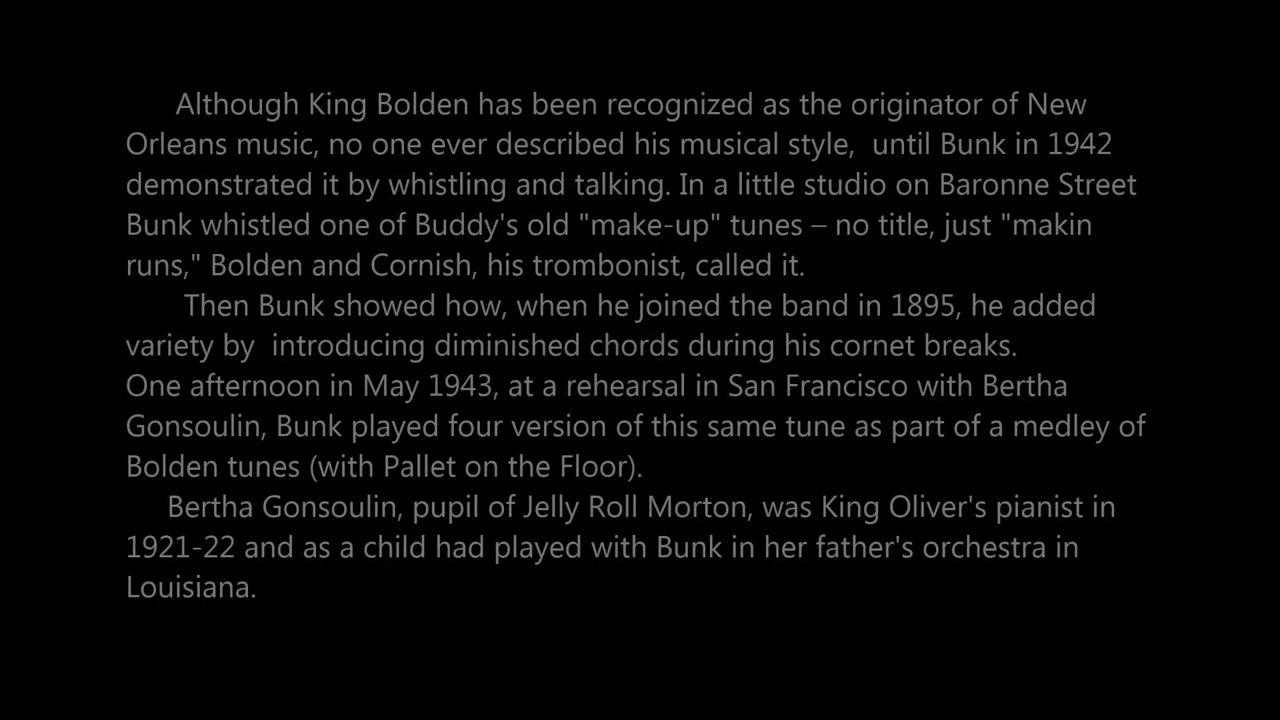 Although King Bolden has been recognized as the originator of New
Orleans music, no one ever described his musical style,  until Bunk in 1942
demonstrated it by whistling and talking. In a little studio on Baronne Street
Bunk whistled one of Buddy's old "make-up" tunes – no title, just "makin
runs," Bolden and Cornish, his trombonist, called it.
Then Bunk showed how, when he joined the band in 1895, he added
variety by  introducing diminished chords during his cornet breaks.
One afternoon in May 1943, at a rehearsal in San Francisco with Bertha
Gonsoulin, Bunk played four version of this same tune as part of a medley of
Bolden tunes (with Pallet on the Floor).
Bertha Gonsoulin, pupil of Jelly Roll Morton, was King Oliver's pianist in
1921-22 and as a child had played with Bunk in her father's orchestra in
Louisiana.